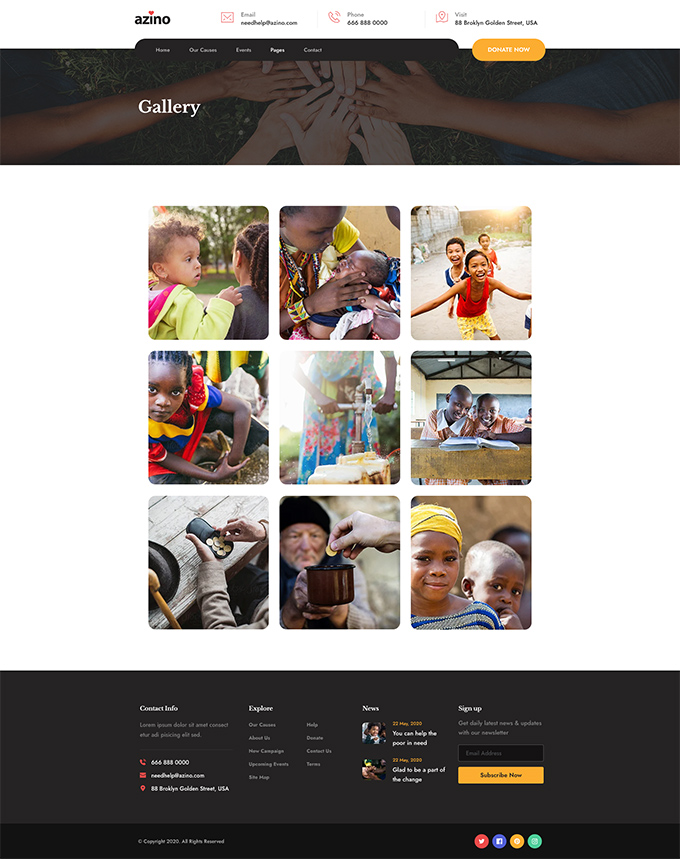 azino
Email
needhelp@azino.com
Phone
666 888 0000
Visit
88 Broklyn Golden Street, USA
Home
Our Causes
Events
Pages
Contact
DONATE NOW
Gallery
Contact Info
Lorem ipsum dolor sit amet consect
etur adi pisicing elit sed.
666 888 0000
needhelp@azino.com
88 Broklyn Golden Street, USA
Explore
Our Causes
About Us
New Campaign
Upcoming Events
Site Map
Help
Donate
Contact Us
Terms
News
22 May, 2020
You can help the
poor in need
22 May, 2020
Glad to be a part of
the change
Sign up
Get daily latest news & updates
with our newsletter
Email Address
Subscribe Now
© Copyright 2020. All Rights Reserved